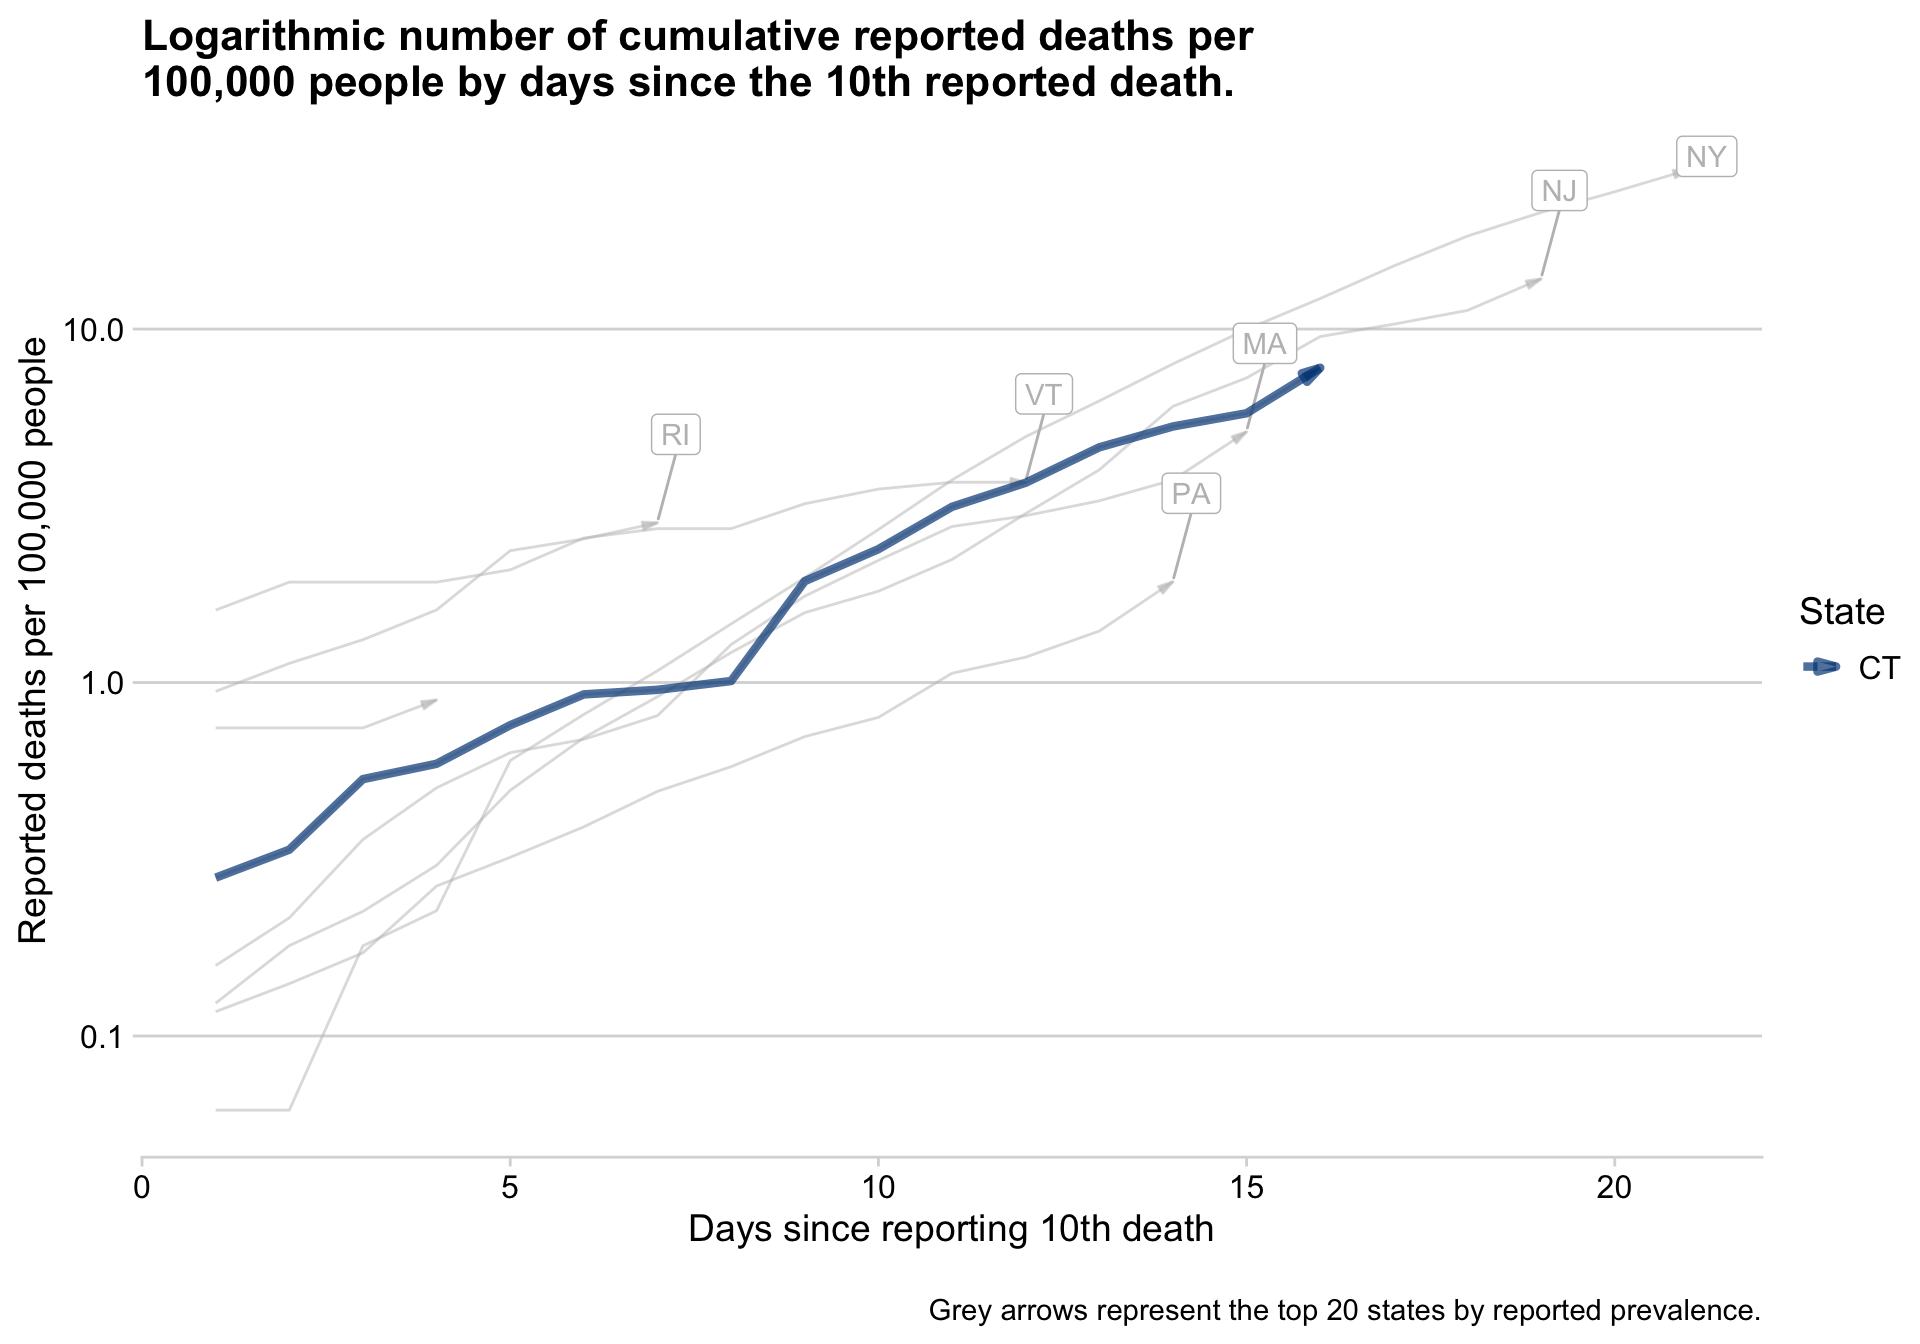 Logarithmic number of cumulative reported deaths per
100,000 people by days since the 10th reported death.
NY
NJ
10.0
MA
VT
RI
PA
Reported deaths per 100,000 people
State
CT
1.0
0.1
0 5 10 15 20
Days since reporting 10th death
Grey arrows represent the top 20 states by reported prevalence.